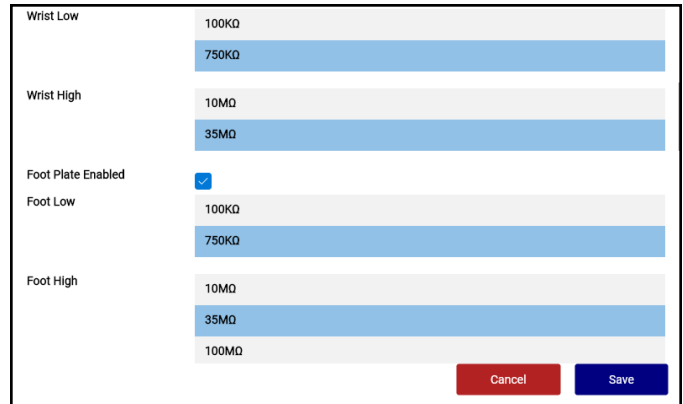 Wrist Low
100KΩ
750KΩ
Wrist High
10MΩ
35MΩ
Foot Plate Enabled
Foot Low
100KΩ
750KΩ
Foot High
10MΩ
35MΩ
100MΩ
Cancel Save